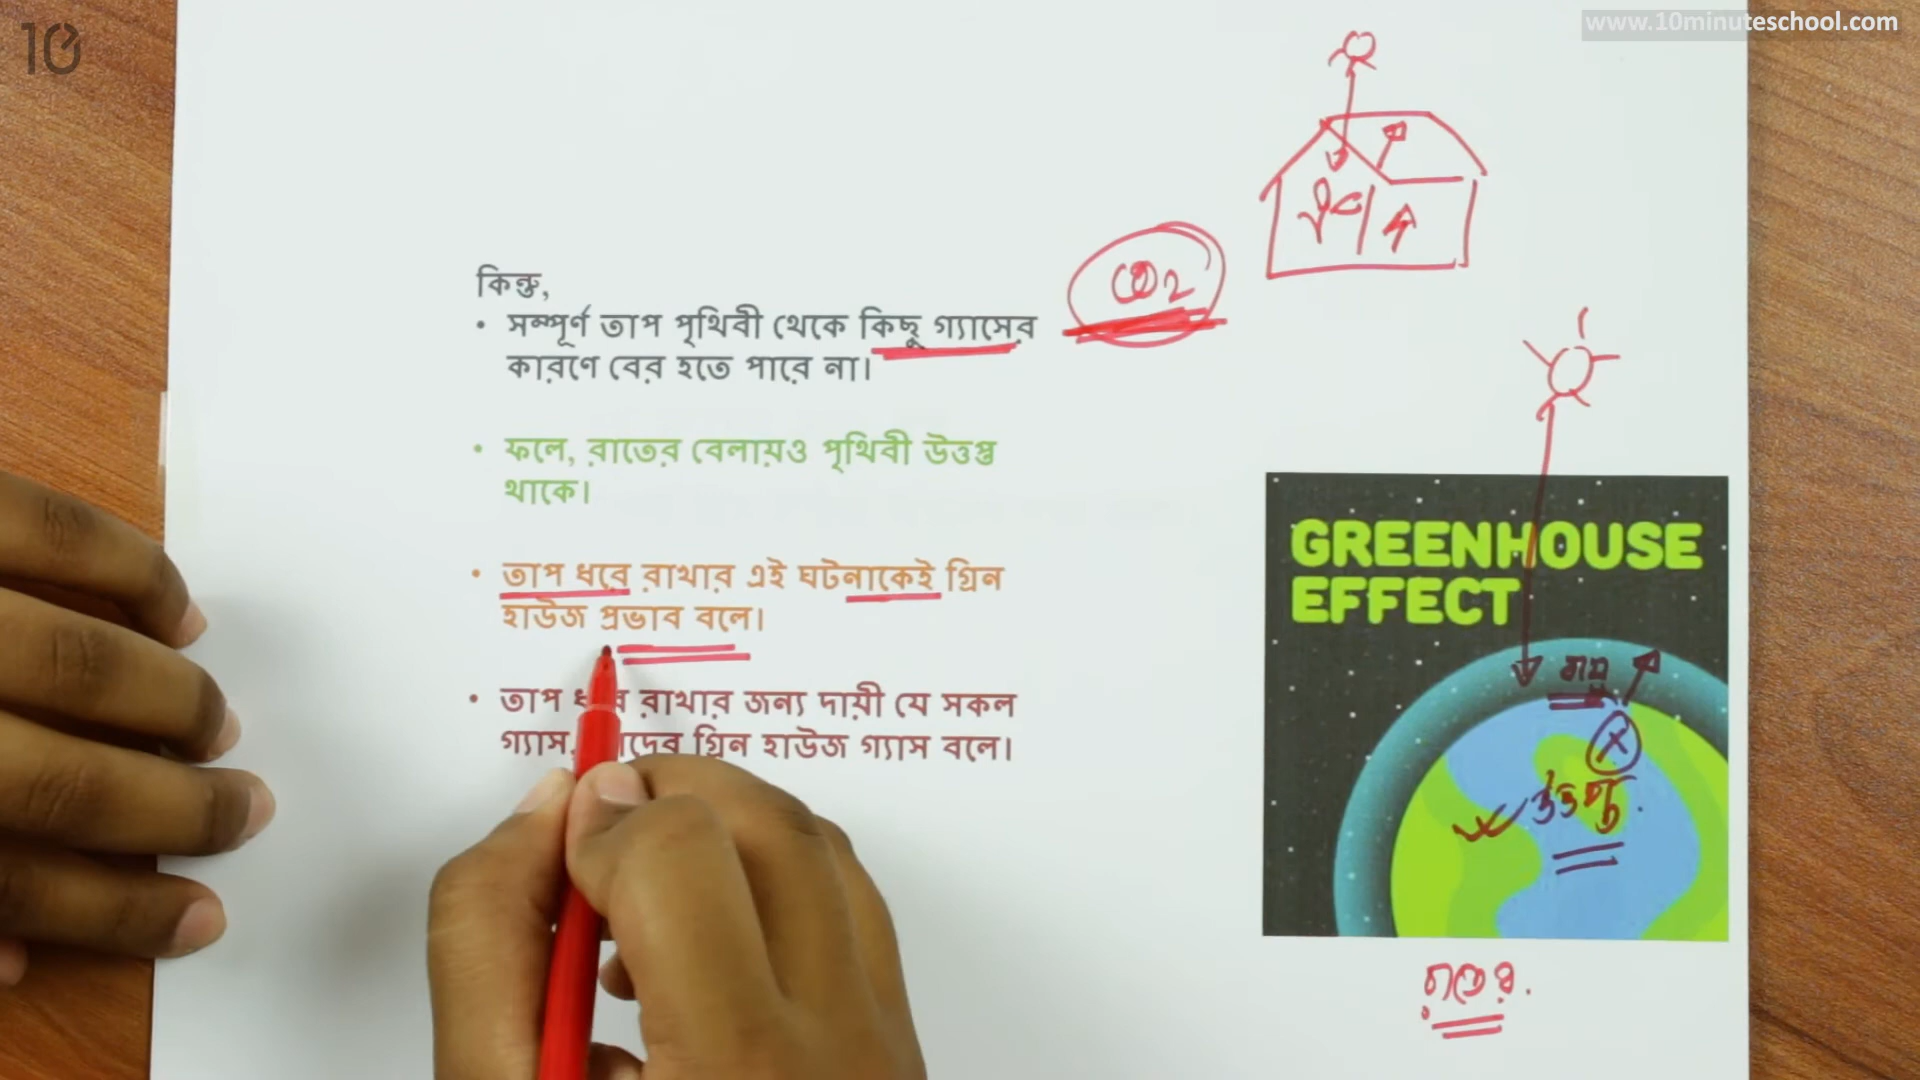 10
www.10minuteschool.com
CO2
কিন্তু,
• সম্পূর্ণ তাপ পৃথিবী থেকে কিছু গ্যাসের
কারণে বের হতে পারে না।
• ফলে, রাতের বেলায়ও পৃথিবী উত্তপ্ত
থাকে।
• তাপ ধরে রাখার এই ঘটনাকেই গ্রিন
হাউজ প্রভাব বলে।
• তাপ রাখার জন্য দায়ী যে সকল
গ্যাস, গ্রিন হাউজ গ্যাস বলে।
GREENHOUSE
EFFECT
উত্তপ্ত
রাতের